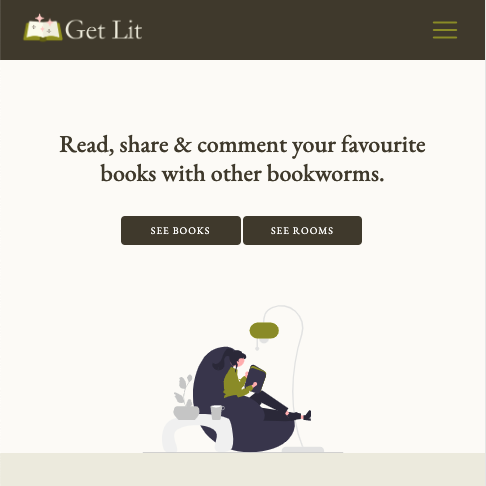 Get Lit
Read, share & comment your favourite
books with other bookworms.
SEE BOOKS
SEE ROOMS